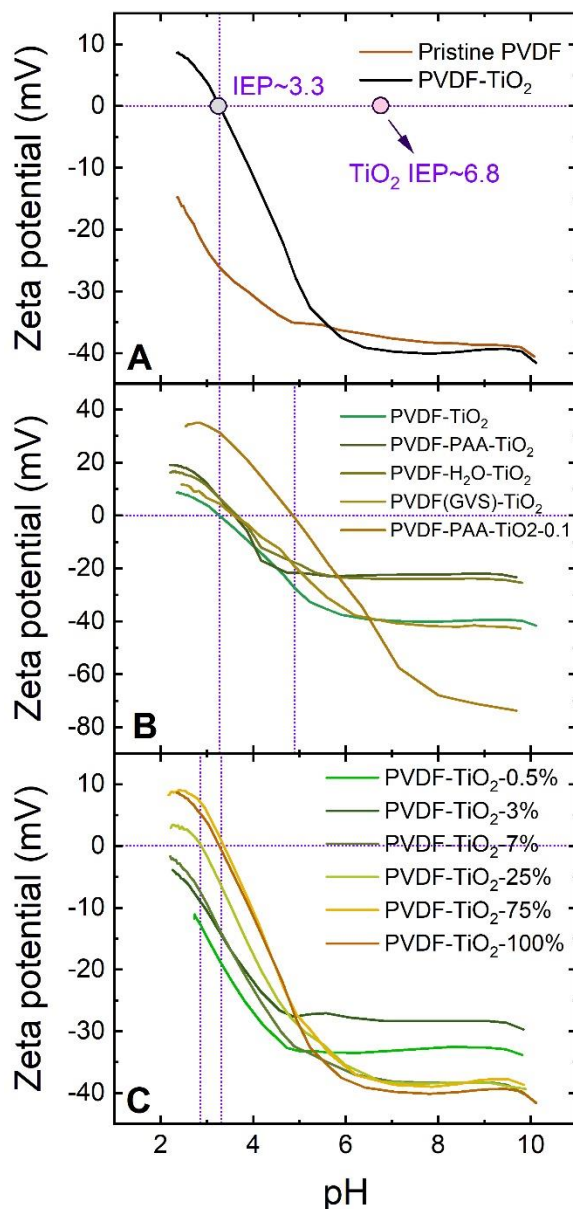 Zeta potential (mV)
10
0
-10
-20
-30
-40
IEP~3.3
Pristine PVDF
PVDF-TiO₂
TiO₂ IEP~6.8
A
Zeta potential (mV)
40
20
0
-20
-40
-60
-80
PVDF-TiO₂
PVDF-PAA-TiO₂
PVDF-H₂O-TiO₂
PVDF(GVS)-TiO₂
PVDF-PAA-TiO2-0.1
B
Zeta potential (mV)
10
0
-10
-20
-30
-40
PVDF-TiO₂-0.5%
PVDF-TiO₂-3%
PVDF-TiO₂-7%
PVDF-TiO₂-25%
PVDF-TiO₂-75%
PVDF-TiO₂-100%
C
2 4 6 8 10
pH